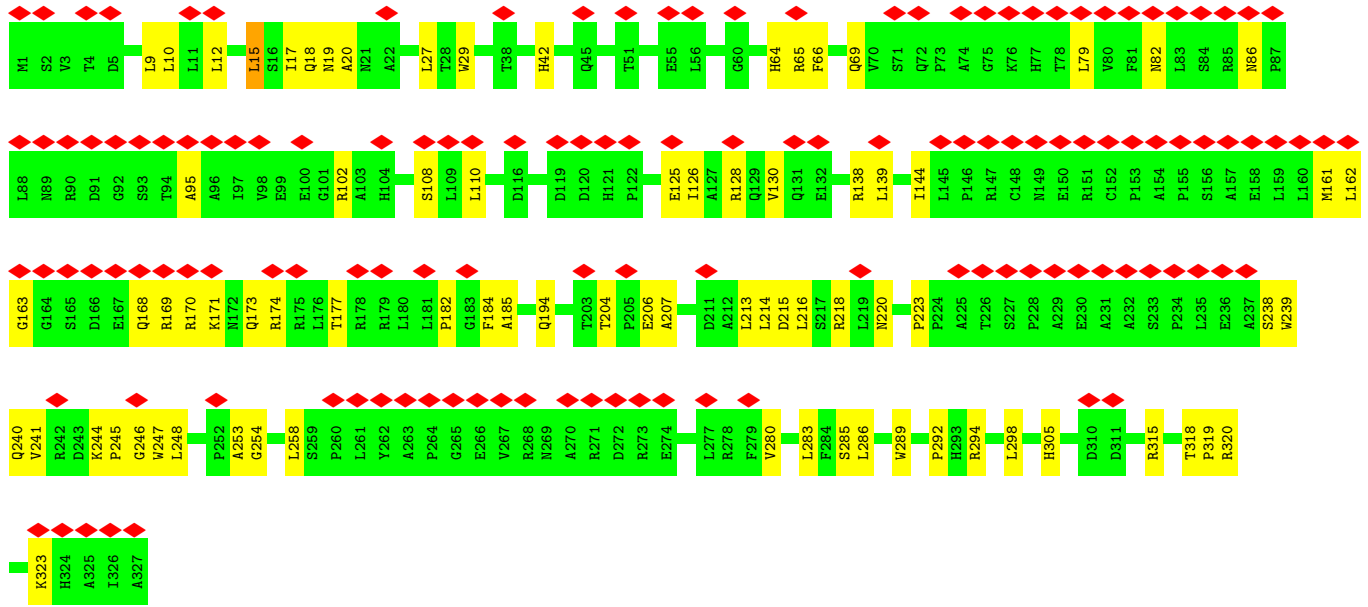 M1 S2 V3 T4 D5 L9 L10 L11 L12 L15 S16 I17 Q18 N19 A20 N21 A22 L27 T28 W29 T38 H42 Q45 T51 E55 L56 G60 H64 R65 F66 Q69 V70 S71 Q72 P73 A74 G75 K76 H77 T78 L79 V80 F81 N82 L83 S84 R85 N86 P87
L88 N89 R90 D91 G92 S93 T94 A95 A96 I97 V98 E99 E100 G101 R102 A103 H104 S108 L109 L110 D116 D119 D120 H121 P122 E125 I126 A127 R128 Q129 V130 Q131 E132 R138 L139 I144 L145 P146 R147 C148 N149 E150 R151 C152 P153 A154 P155 S156 A157 E158 L159 L160 M161 L162
G163 G164 S165 D166 E167 Q168 R169 R170 K171 N172 Q173 R174 R175 L176 T177 R178 R179 L180 L181 P182 G183 F184 A185 Q194 T203 T204 P205 E206 A207 D211 A212 L213 L214 D215 L216 S217 R218 L219 N220 P223 P224 A225 T226 S227 P228 A229 E230 A231 A232 S233 P234 L235 E236 A237 S238 W239
Q240 V241 R242 D243 K244 P245 G246 W247 L248 P252 A253 G254 L258 S259 P260 L261 Y262 A263 P264 G265 E266 V267 R268 N269 A270 R271 D272 R273 E274 L277 R278 F279 V280 L283 F284 S285 L286 W289 P292 H293 R294 L298 H305 D310 D311 R315 T318 P319 R320
K323 H324 A325 I326 A327